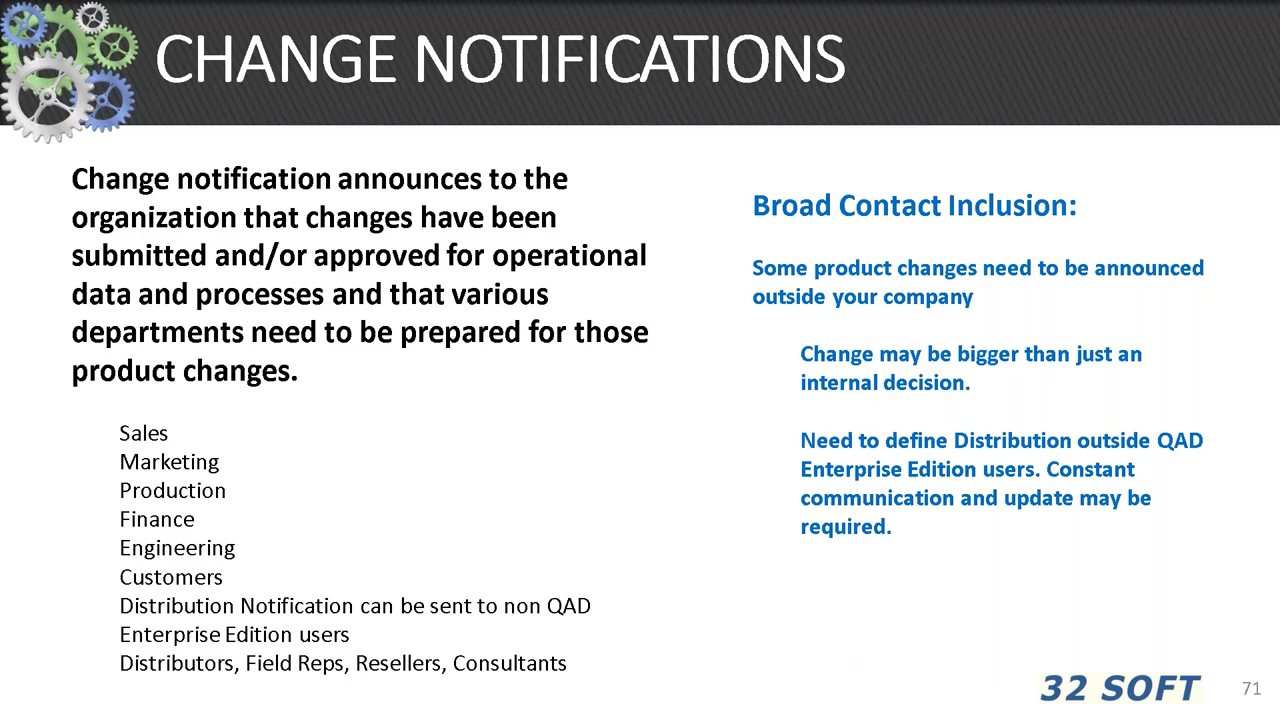 CHANGE NOTIFICATIONS
Change notification announces to the
organization that changes have been
submitted and/or approved for operational
data and processes and that various
departments need to be prepared for those
product changes.
Sales
Marketing
Production
Finance
Engineering
Customers
Distribution Notification can be sent to non QAD
Enterprise Edition users
Distributors, Field Reps, Resellers, Consultants
Broad Contact Inclusion:
Some product changes need to be announced
outside your company
Change may be bigger than just an
internal decision.
Need to define Distribution outside QAD
Enterprise Edition users. Constant
communication and update may be
required.
32 SOFT
71